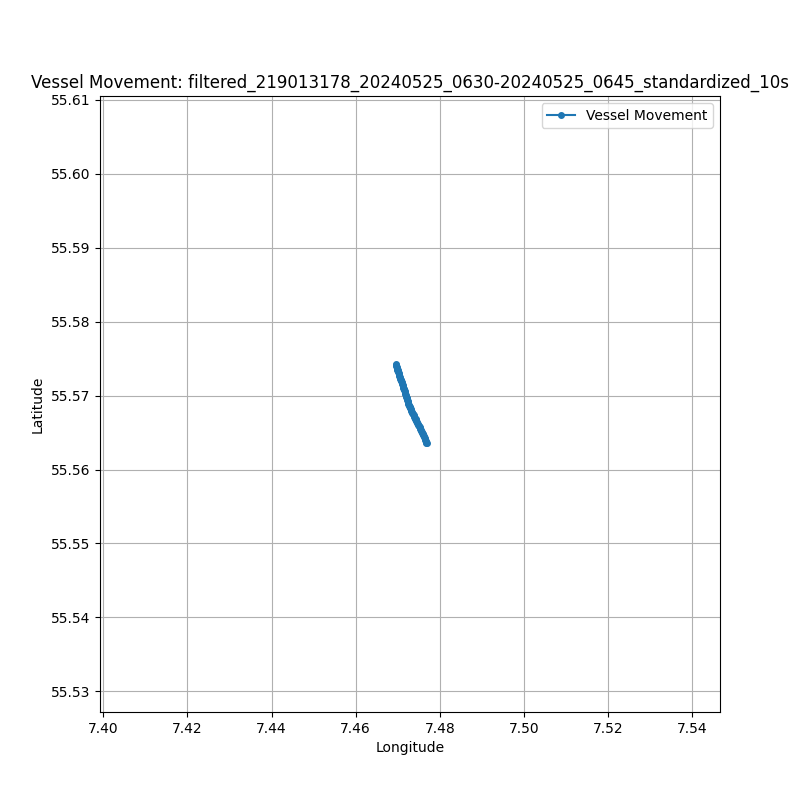 Vessel Movement: filtered_219013178_20240525_0630-20240525_0645_standardized_10s
Vessel Movement
55.61
55.60
55.59
55.58
55.57
55.56
55.55
55.54
55.53
Latitude
7.40 7.42 7.44 7.46 7.48 7.50 7.52 7.54
Longitude